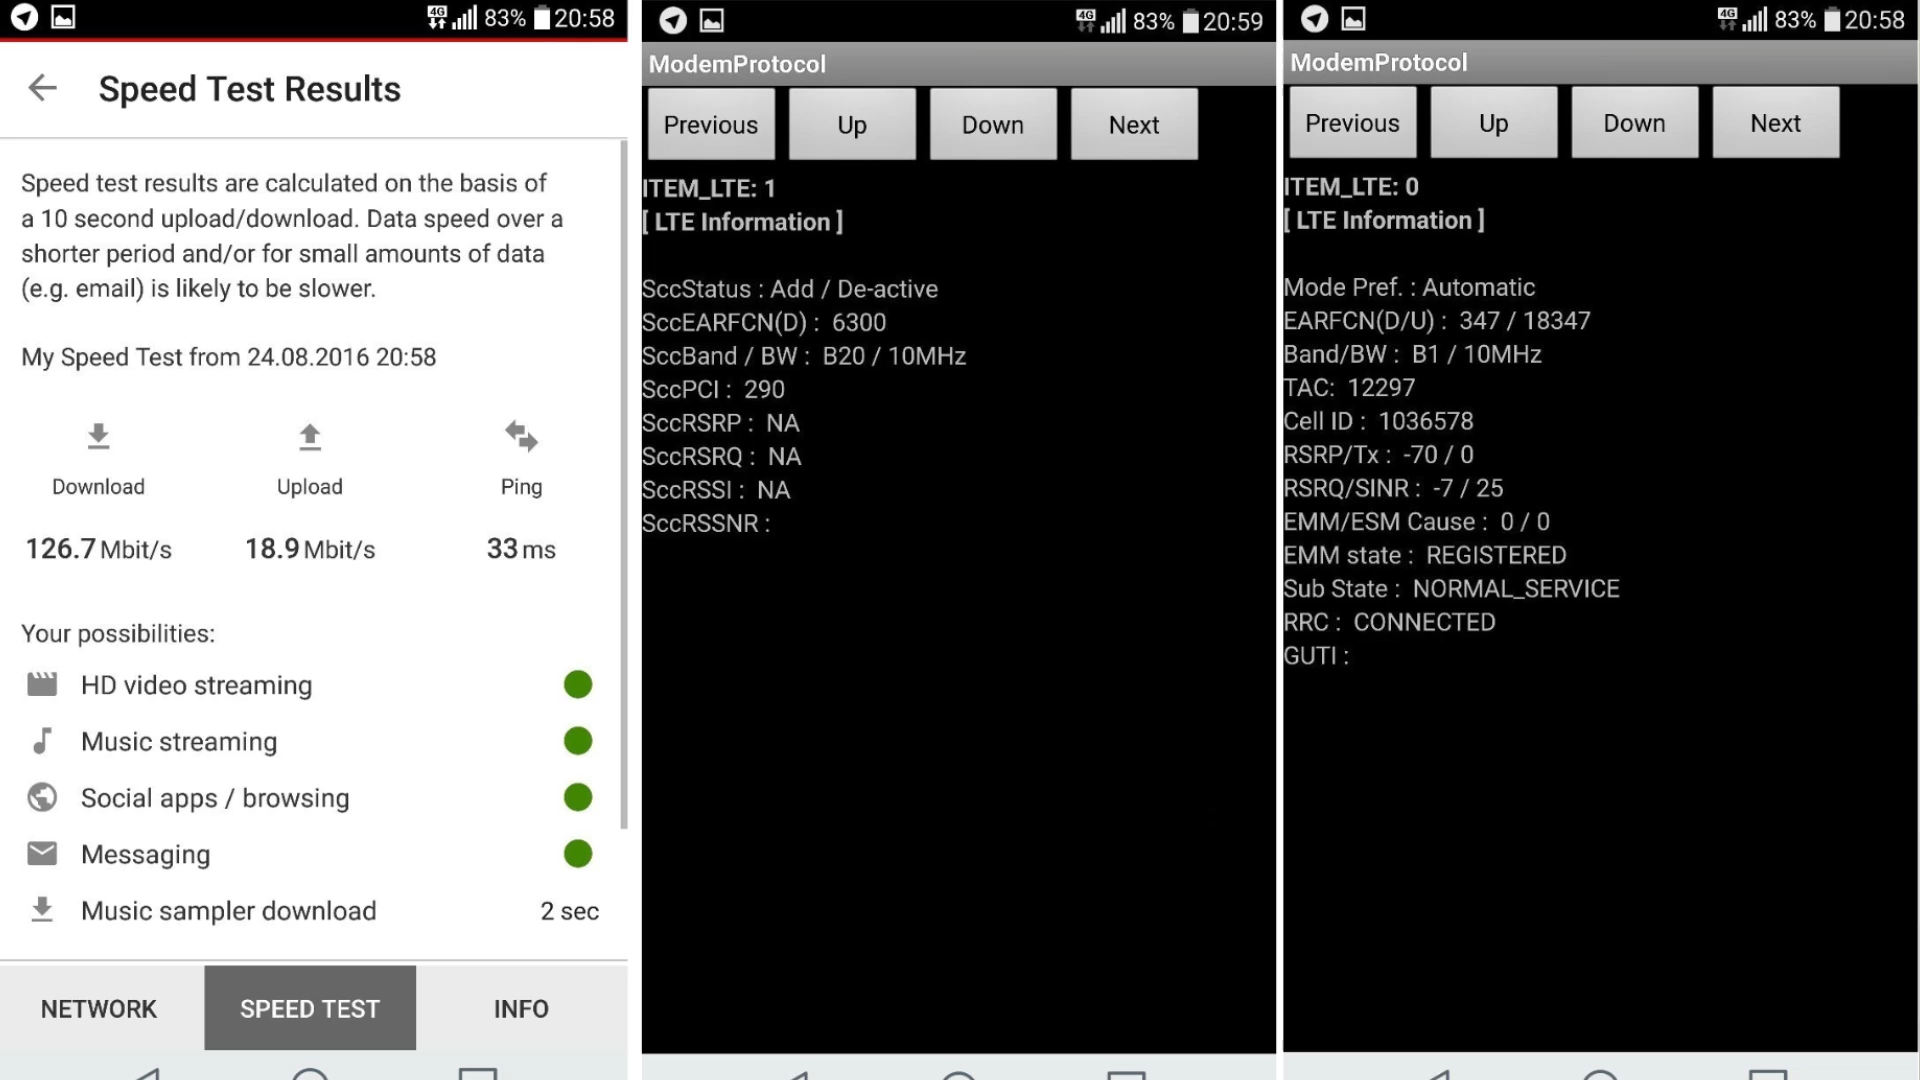 4G 83% 20:58
Speed Test Results
Speed test results are calculated on the basis of
a 10 second upload/download. Data speed over a
shorter period and/or for small amounts of data
(e.g. email) is likely to be slower.
My Speed Test from 24.08.2016 20:58
Download Upload Ping
126.7 Mbit/s 18.9 Mbit/s 33 ms
Your possibilities:
HD video streaming
Music streaming
Social apps / browsing
Messaging
Music sampler download 2 sec
NETWORK SPEED TEST INFO
4G 83% 20:59
ModemProtocol
Previous Up Down Next
ITEM_LTE: 1
[ LTE Information ]
SccStatus : Add / De-active
SccEARFCN(D) : 6300
SccBand / BW : B20 / 10MHz
SccPCI : 290
SccRSRP : NA
SccRSRQ : NA
SccRSSI : NA
SccRSSNR :
4G 83% 20:58
ModemProtocol
Previous Up Down Next
ITEM_LTE: 0
[ LTE Information ]
Mode Pref. : Automatic
EARFCN(D/U) : 347 / 18347
Band/BW : B1 / 10MHz
TAC: 12297
Cell ID : 1036578
RSRP/Tx : -70 / 0
RSRQ/SINR : -7 / 25
EMM/ESM Cause : 0 / 0
EMM state : REGISTERED
Sub State : NORMAL_SERVICE
RRC : CONNECTED
GUTI :